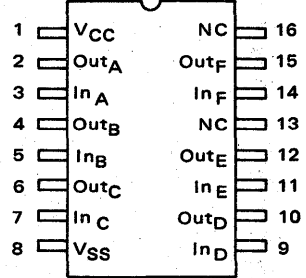 1 VCC NC 16
2 OutA OutF 15
3 InA InF 14
4 OutB NC 13
5 InB OutE 12
6 OutC InE 11
7 InC OutD 10
8 VSS InD 9